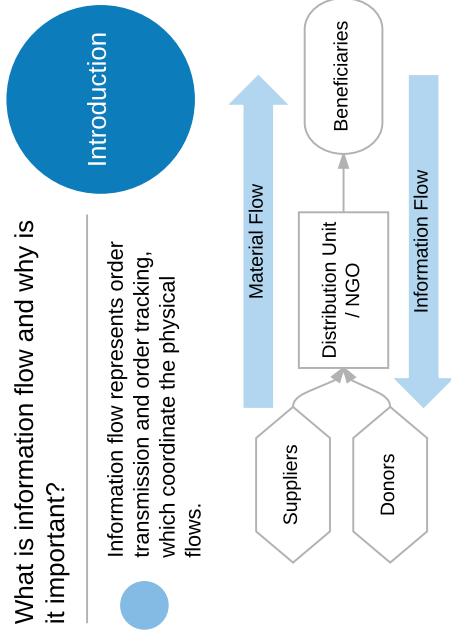 What is information flow and why is
it important?
Introduction
Information flow represents order
transmission and order tracking,
which coordinate the physical
flows.
Material Flow
Suppliers
Donors
Distribution Unit
/ NGO
Beneficiaries
Information Flow